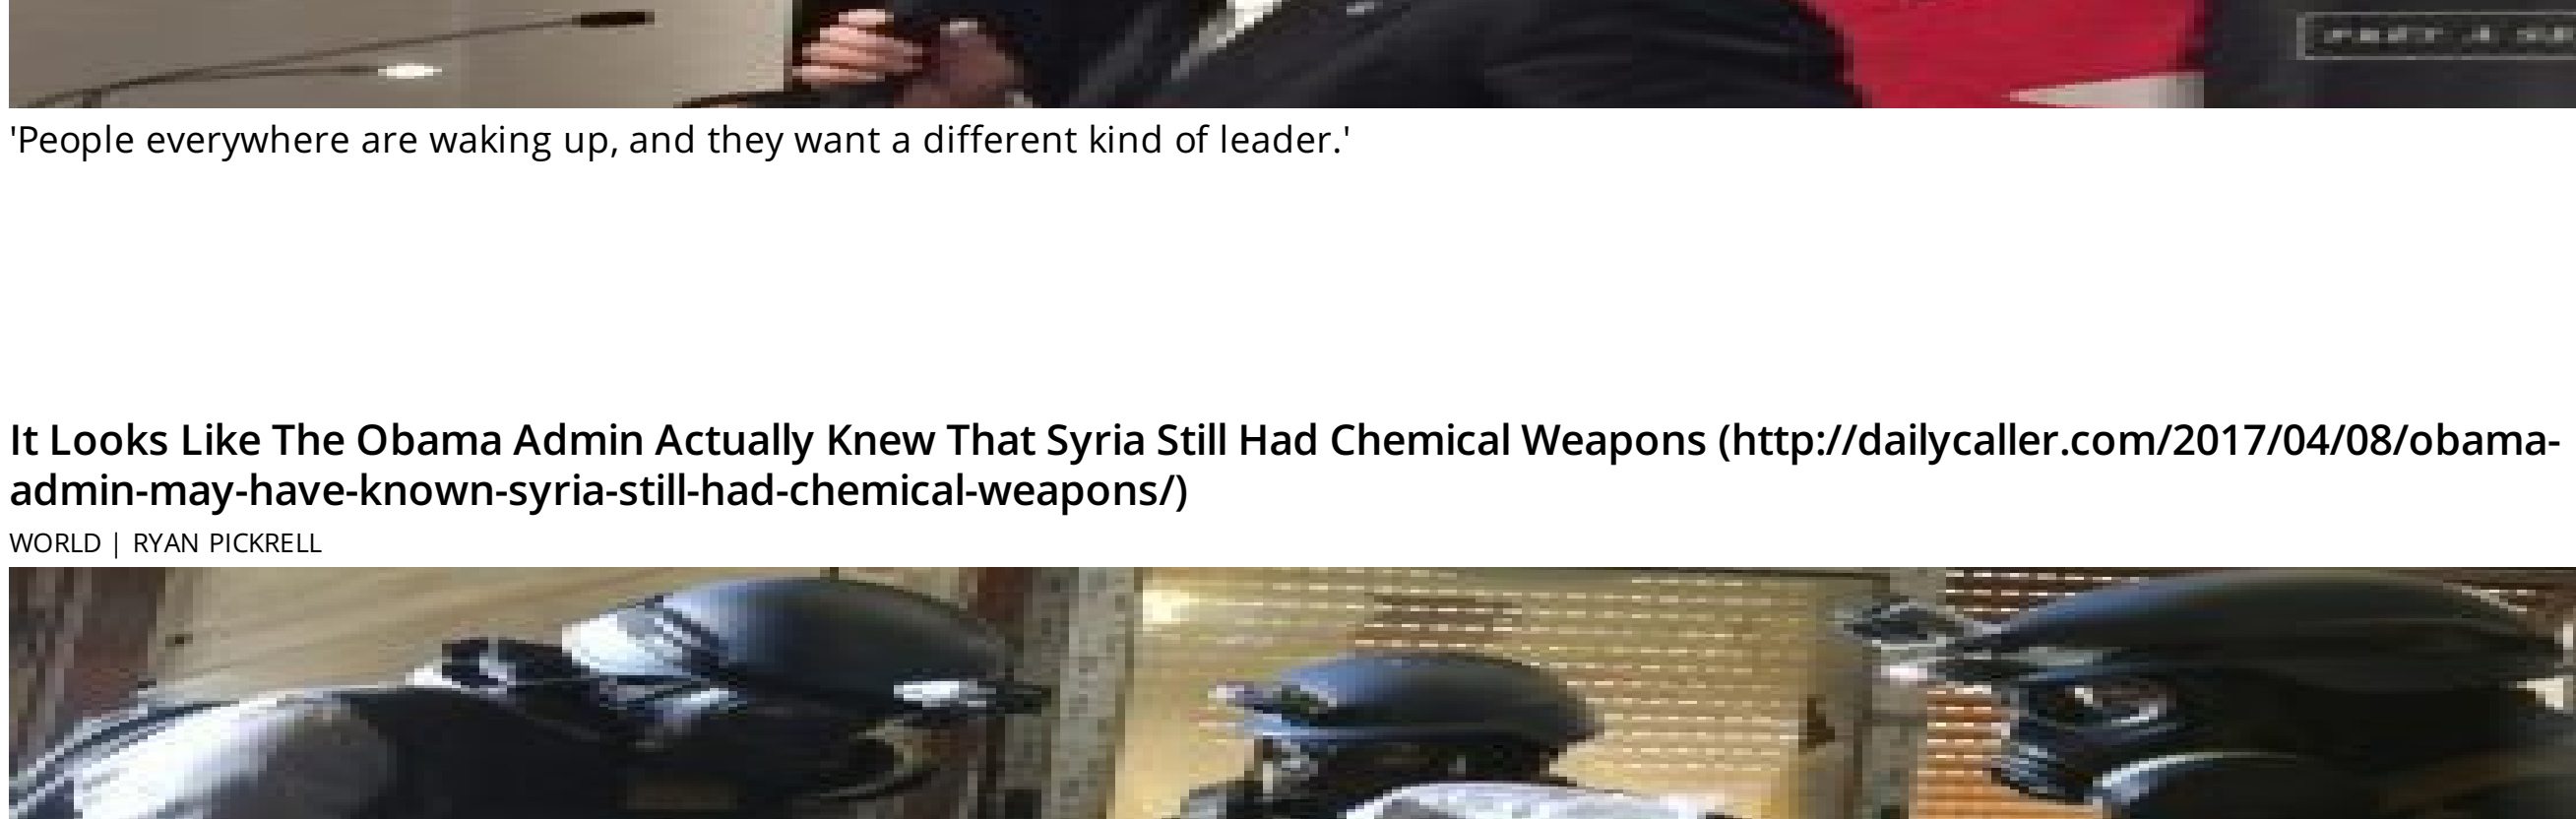 'People everywhere are waking up, and they want a different kind of leader.'
It Looks Like The Obama Admin Actually Knew That Syria Still Had Chemical Weapons (http://dailycaller.com/2017/04/08/obama-
admin-may-have-known-syria-still-had-chemical-weapons/)
WORLD | RYAN PICKRELL